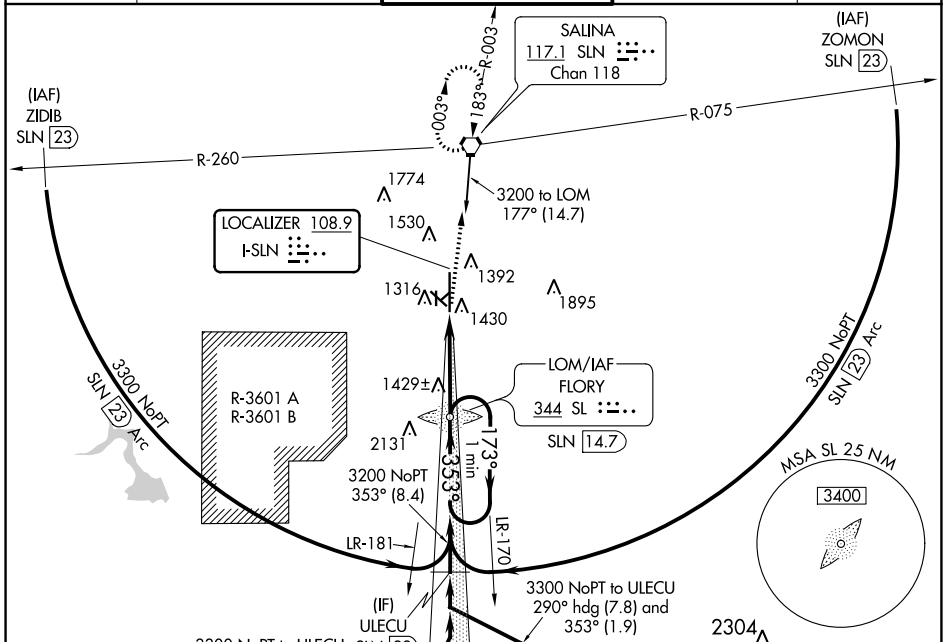 R-003
SALINA
117.1 SLN
Chan 118
(IAF)
ZOMON
SLN 23
(IAF)
ZIDIB
SLN 23
003°
183°
R-075
R-260
1774
3200 to LOM
177° (14.7)
1530
LOCALIZER 108.9
I-SLN
1392
1316
1430
1895
3300 NoPT
SLN 23 Arc
3300 NoPT
SLN 23 Arc
R-3601 A
R-3601 B
1429±
LOM/IAF
FLORY
344 SL
SLN 14.7
2131
173°
1 min
353°
3200 NoPT
353° (8.4)
MSA SL 25 NM
3400
LR-181
LR-170
(IF)
ULECU
3300 NoPT to ULECU
290° hdg (7.8) and
353° (1.9)
2304